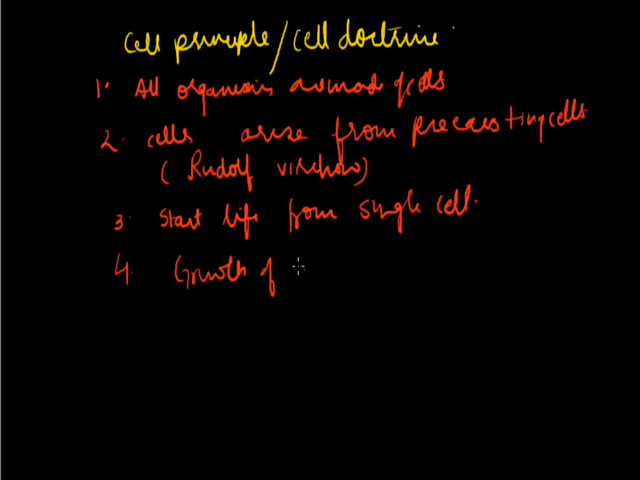 Cell principle/cell doctrine
1. All organisms are made of cells
2. cells arise from preexisting cells
(Rudolf virchow)
3. Start life from single cell.
4. Growth of